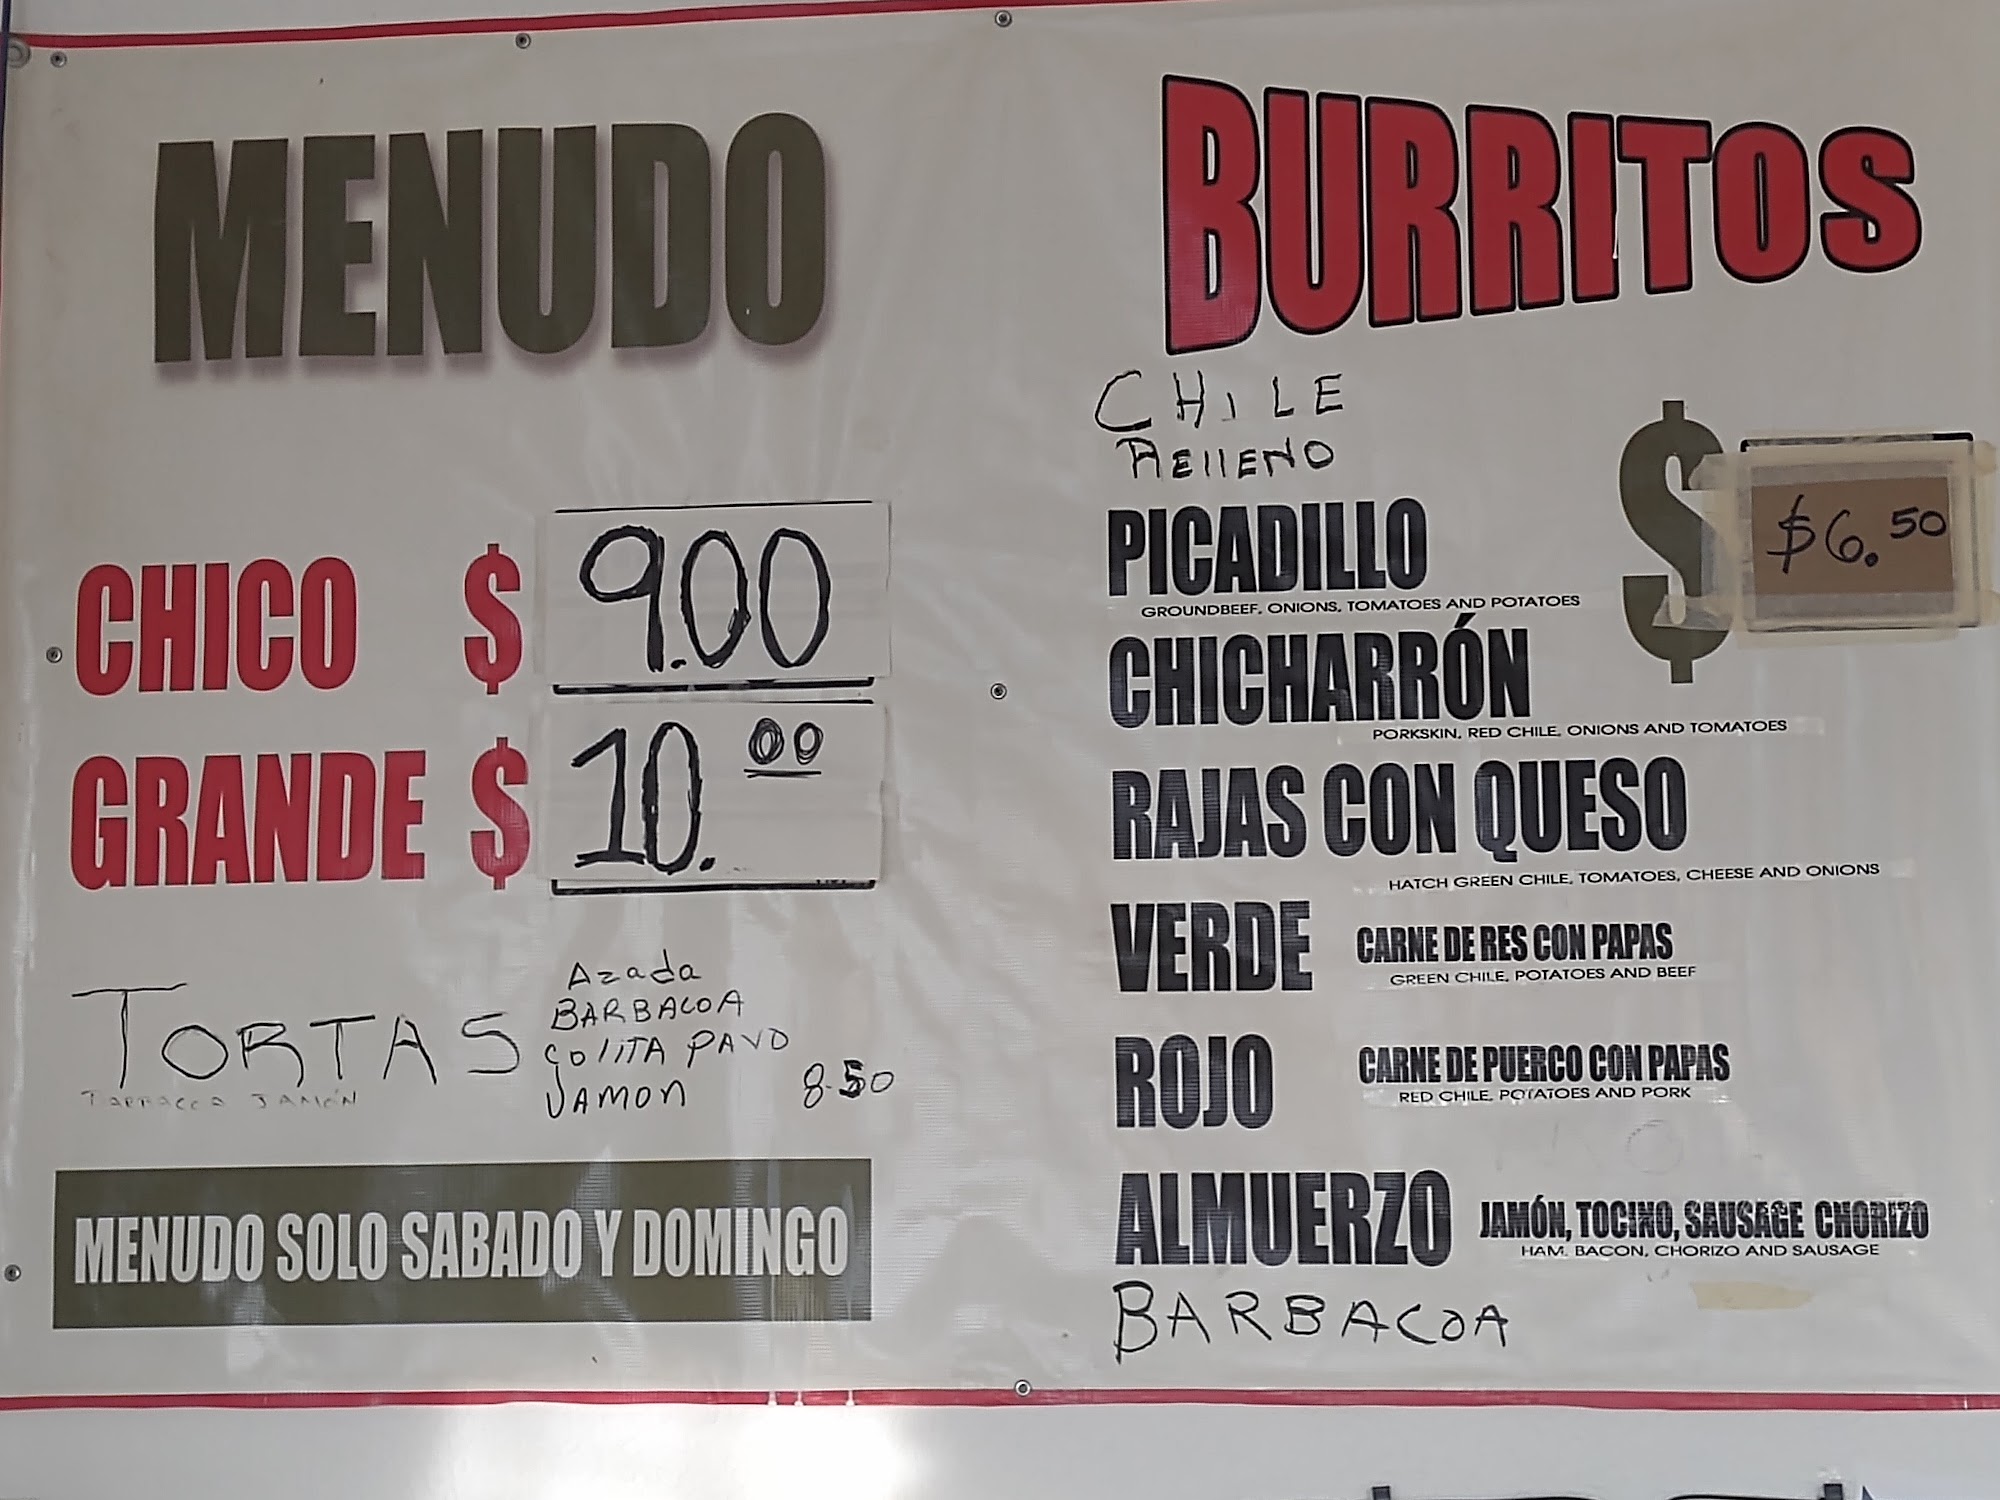 MENUDO
CHICO $ 9.00
GRANDE $ 10.00
TORTAS
Azada
BARBACOA
COLITA PAVO
JAMON 8.50
JAMÓN
MENUDO SOLO SABADO Y DOMINGO
BURRITOS
CHILE
RELLENO
$ $6.50
PICADILLO
GROUNDBEEF, ONIONS, TOMATOES AND POTATOES
CHICHARRÓN
PORKSKIN, RED CHILE, ONIONS AND TOMATOES
RAJAS CON QUESO
HATCH GREEN CHILE, TOMATOES, CHEESE AND ONIONS
VERDE CARNE DE RES CON PAPAS
GREEN CHILE, POTATOES AND BEEF
ROJO CARNE DE PUERCO CON PAPAS
RED CHILE, POTATOES AND PORK
ALMUERZO JAMÓN, TOCINO, SAUSAGE CHORIZO
HAM, BACON, CHORIZO AND SAUSAGE
BARBACOA